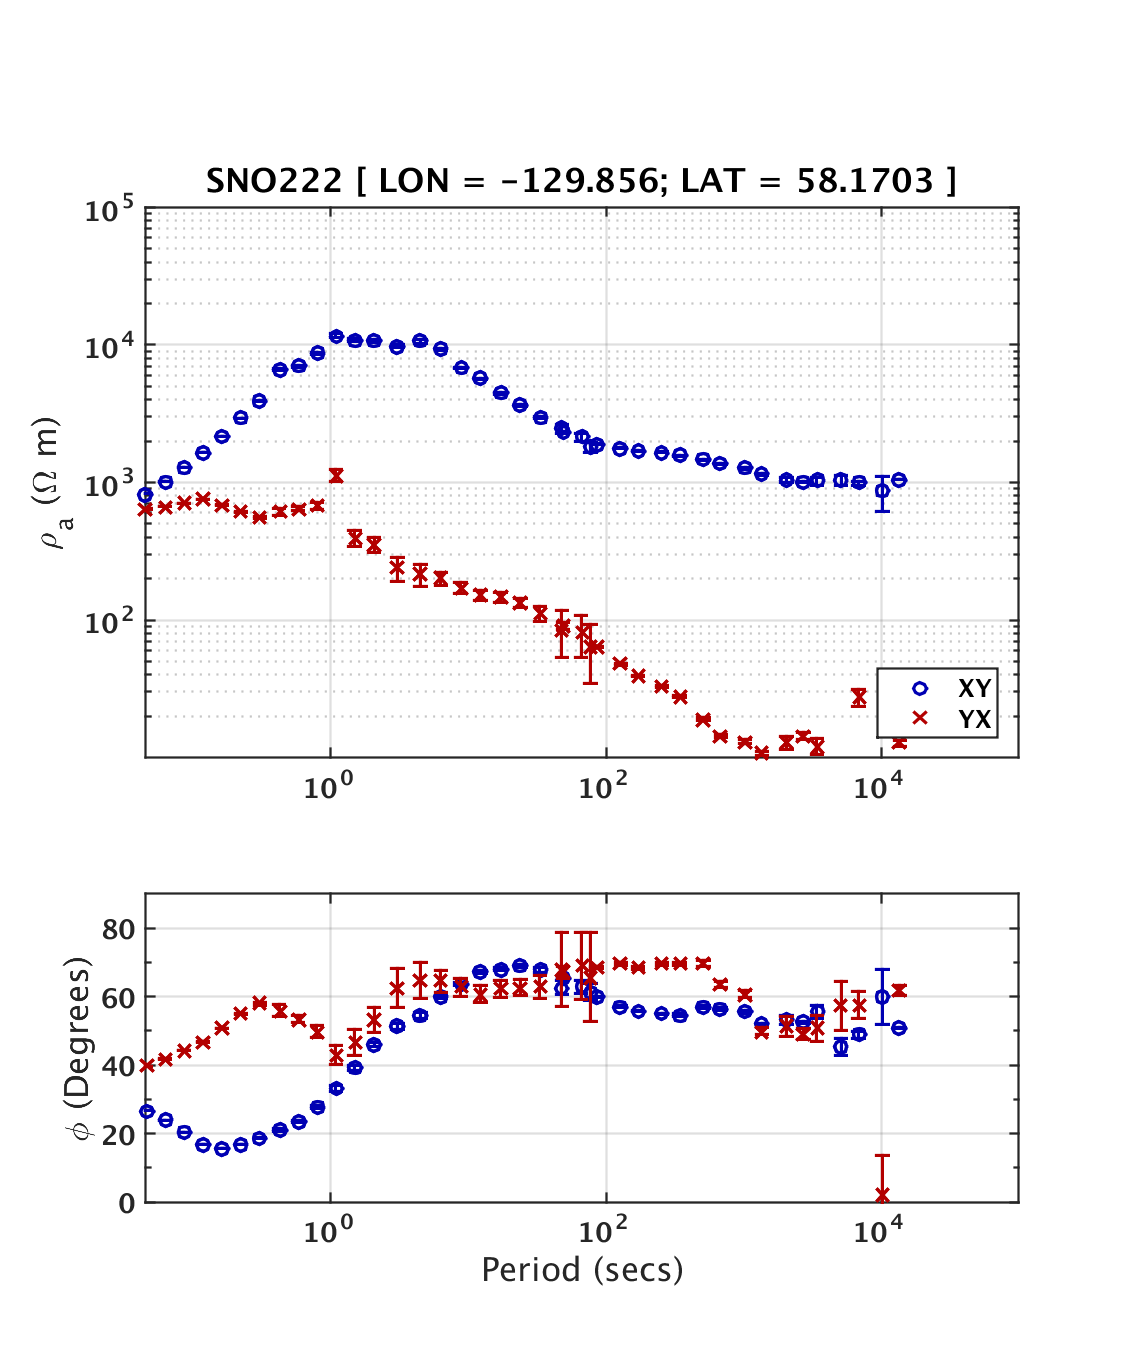 SNO222 [ LON = -129.856; LAT = 58.1703 ]
10^5
10^4
10^3
10^2
ρ_a (Ω m)
XY
YX
10^0 10^2 10^4
80
60
40
20
0
ϕ (Degrees)
10^0 10^2 10^4
Period (secs)